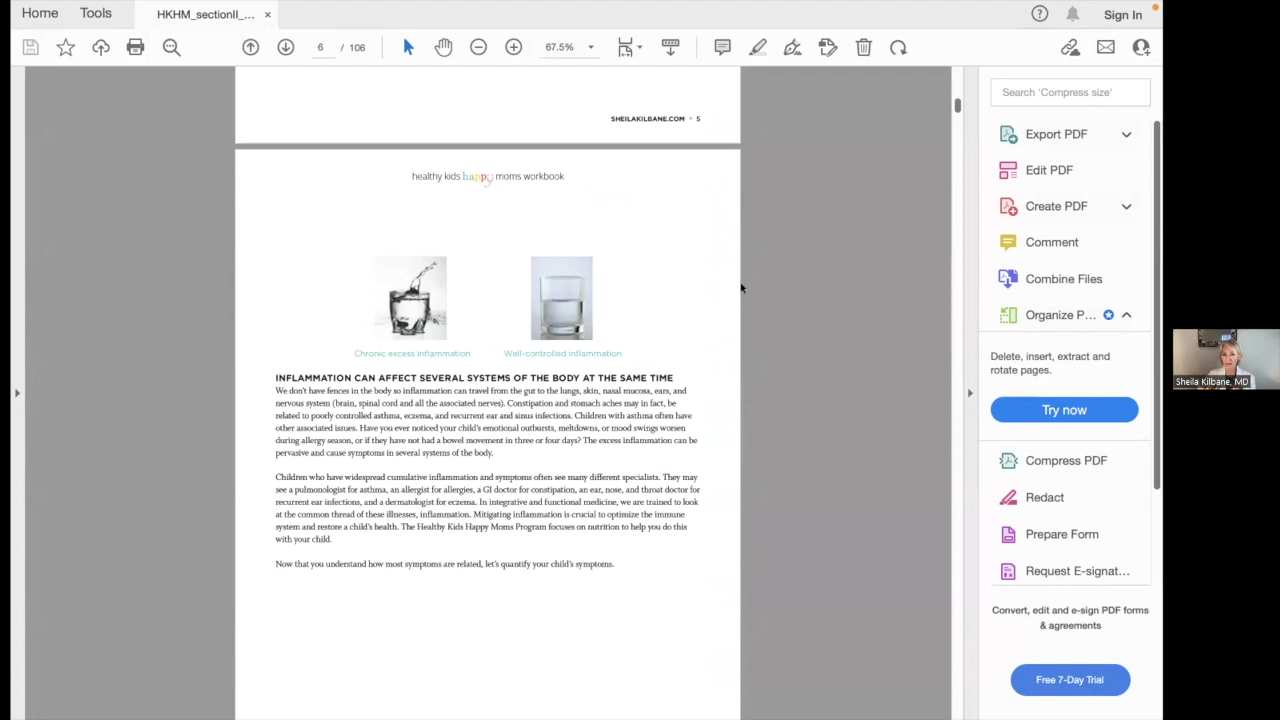 Home
Tools
HKHM_sectionII_...
Sign In
6 / 106
67.5%
SHEILAKILBANE.COM • 5
healthy kids happy moms workbook
Chronic excess inflammation
Well-controlled inflammation
INFLAMMATION CAN AFFECT SEVERAL SYSTEMS OF THE BODY AT THE SAME TIME
We don't have fences in the body so inflammation can travel from the gut to the lungs, skin, nasal mucosa, ears, and
nervous system (brain, spinal cord and all the associated nerves). Constipation and stomach aches may in fact, be
related to poorly controlled asthma, eczema, and recurrent ear and sinus infections. Children with asthma often have
other associated issues. Have you ever noticed your child's emotional outbursts, meltdowns, or mood swings worsen
during allergy season, or if they have not had a bowel movement in three or four days? The excess inflammation can be
pervasive and cause symptoms in several systems of the body.
Children who have widespread cumulative inflammation and symptoms often see many different specialists. They may
see a pulmonologist for asthma, an allergist for allergies, a GI doctor for constipation, an ear, nose, and throat doctor for
recurrent ear infections, and a dermatologist for eczema. In integrative and functional medicine, we are trained to look
at the common thread of these illnesses, inflammation. Mitigating inflammation is crucial to optimize the immune
system and restore a child's health. The Healthy Kids Happy Moms Program focuses on nutrition to help you do this
with your child.
Now that you understand how most symptoms are related, let's quantify your child's symptoms.
Search 'Compress size'
Export PDF
Edit PDF
Create PDF
Comment
Combine Files
Organize P...
Delete, insert, extract and
rotate pages.
Try now
Compress PDF
Redact
Prepare Form
Request E-signat...
Convert, edit and e-sign PDF forms
& agreements
Free 7-Day Trial
Sheila Kilbane, MD